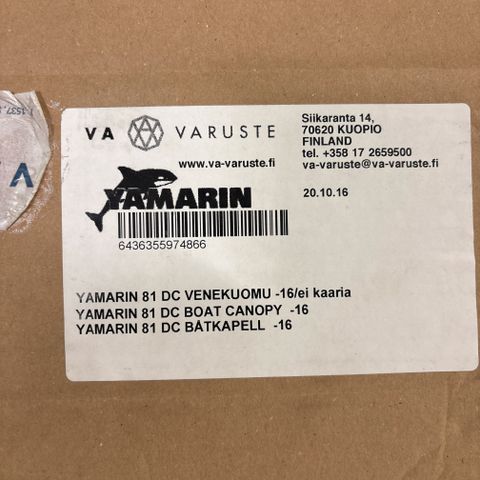 VA VARUSTE
www.va-varuste.fi
Siikaranta 14,
70620 KUOPIO
FINLAND
tel. +358 17 2659500
va-varuste@va-varuste.fi
20.10.16
YAMARIN
6436355974866
YAMARIN 81 DC VENEKUOMU -16/ei kaaria
YAMARIN 81 DC BOAT CANOPY -16
YAMARIN 81 DC BÅTKAPELL -16